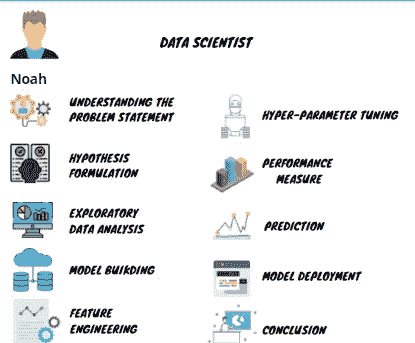 DATA SCIENTIST
Noah
UNDERSTANDING THE
PROBLEM STATEMENT
HYPOTHESIS
FORMULATION
EXPLORATORY
DATA ANALYSIS
MODEL BUIKDING
FEATURE
ENGINEERING
HYPER-PARAMETER TUNING
PERFORMANCE
MEASURE
PREDICTION
MODEL DEPLOYMENT
CONCLUSION